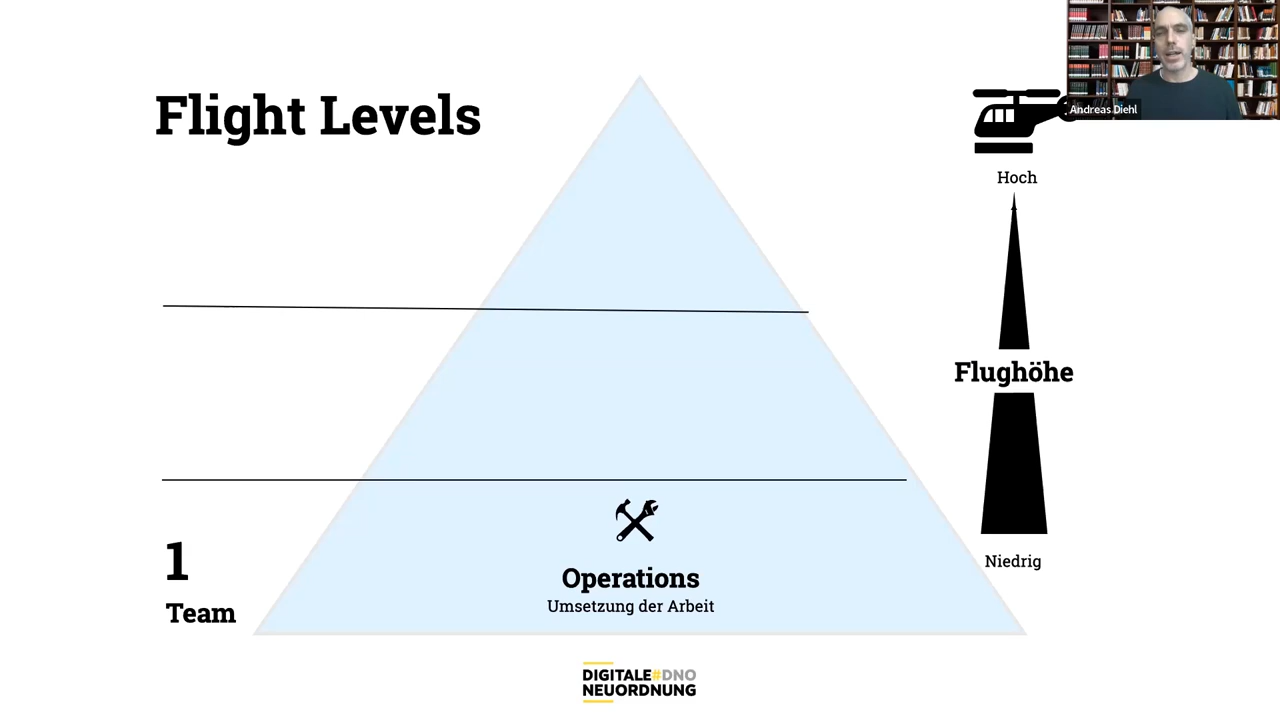 Flight Levels
Andreas Diehl
Hoch
Flughöhe
Niedrig
1
Team
Operations
Umsetzung der Arbeit
DIGITALE#DNO
NEUORDNUNG